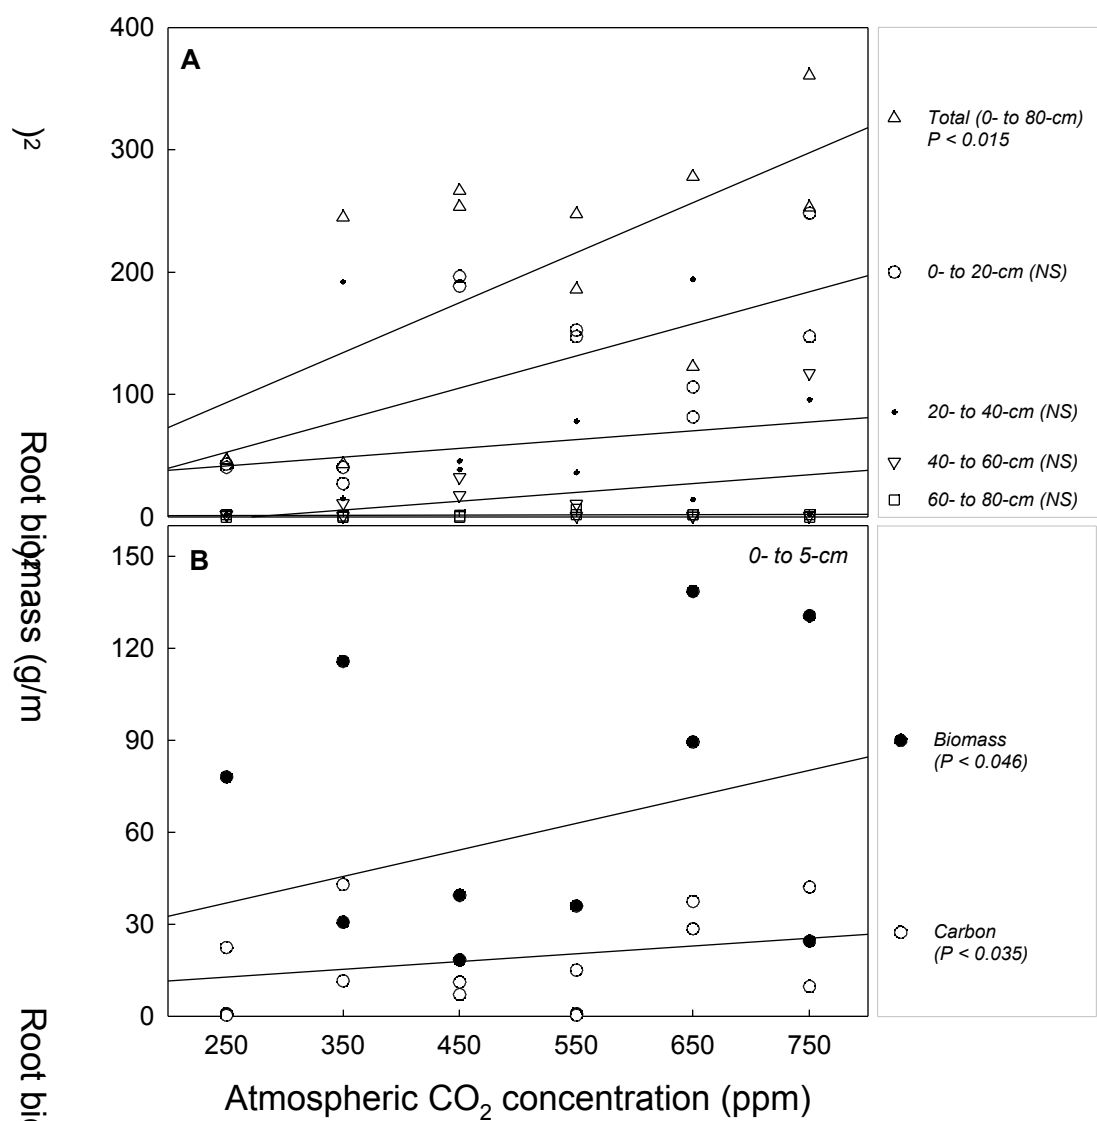 A
400
300
200
100
0
Total (0- to 80-cm)
P < 0.015
0- to 20-cm (NS)
20- to 40-cm (NS)
40- to 60-cm (NS)
60- to 80-cm (NS)
)2
Root biomass (g/m
B
0- to 5-cm
150
120
90
60
30
0
Biomass
(P < 0.046)
Carbon
(P < 0.035)
)2
Root bio
250 350 450 550 650 750
Atmospheric CO2 concentration (ppm)